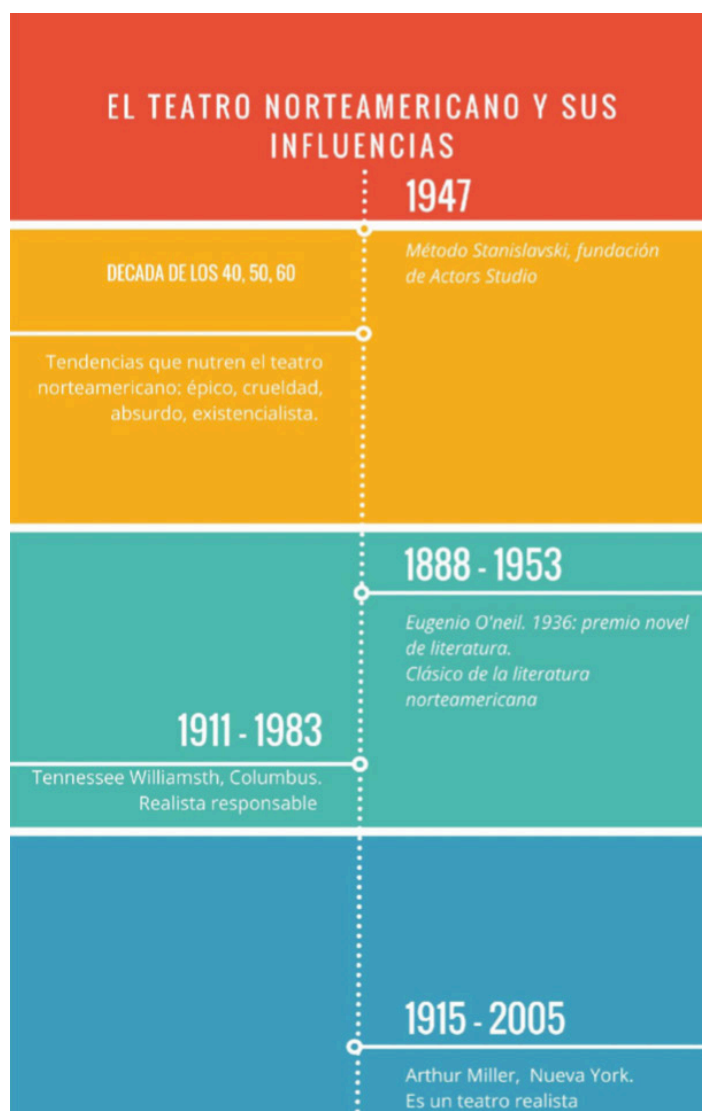 EL TEATRO NORTEAMERICANO Y SUS
INFLUENCIAS
1947
Método Stanislavski, fundación
de Actors Studio
DECADA DE LOS 40, 50, 60
Tendencias que nutren el teatro
norteamericano: épico, crueldad,
absurdo, existencialista.
1888 - 1953
Eugenio O'neil. 1936: premio novel
de literatura.
Clásico de la literatura
norteamericana
1911 - 1983
Tennessee Williamsth, Columbus.
Realista responsable
1915 - 2005
Arthur Miller, Nueva York.
Es un teatro realista